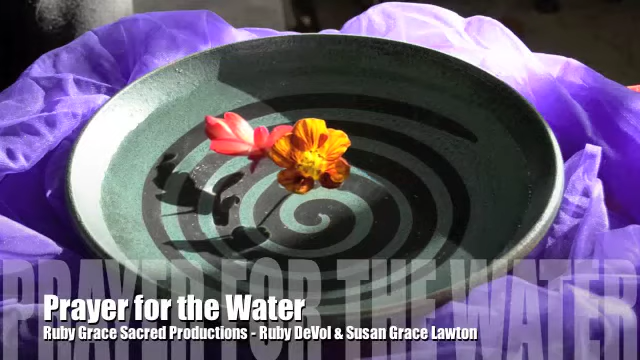 PRAYER FOR THE WATER
Prayer for the Water
Ruby Grace Sacred Productions - Ruby DeVol & Susan Grace Lawton